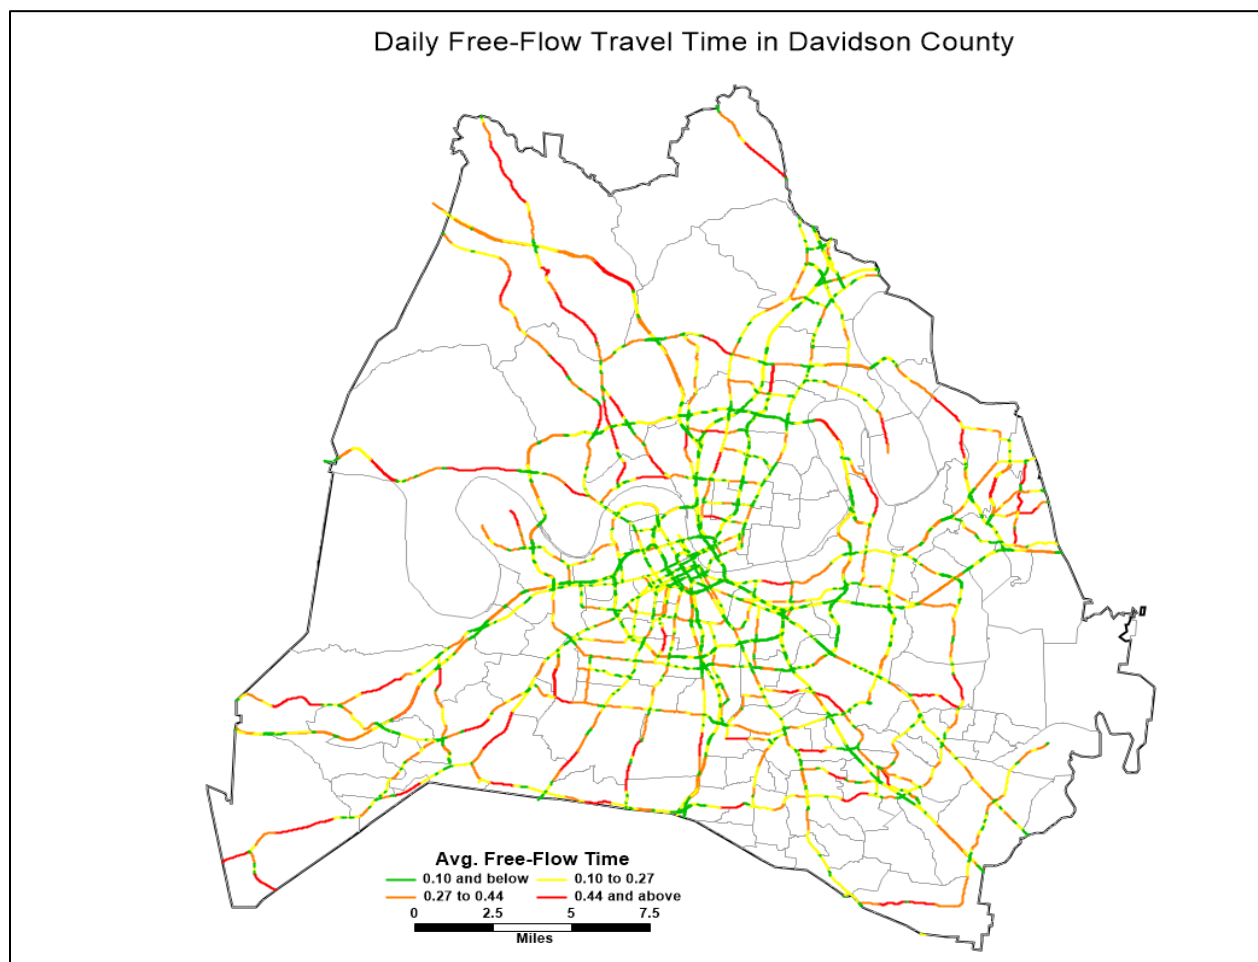 Daily Free-Flow Travel Time in Davidson County
Avg. Free-Flow Time
0.10 and below 0.10 to 0.27
0.27 to 0.44 0.44 and above
0 2.5 5 7.5
Miles